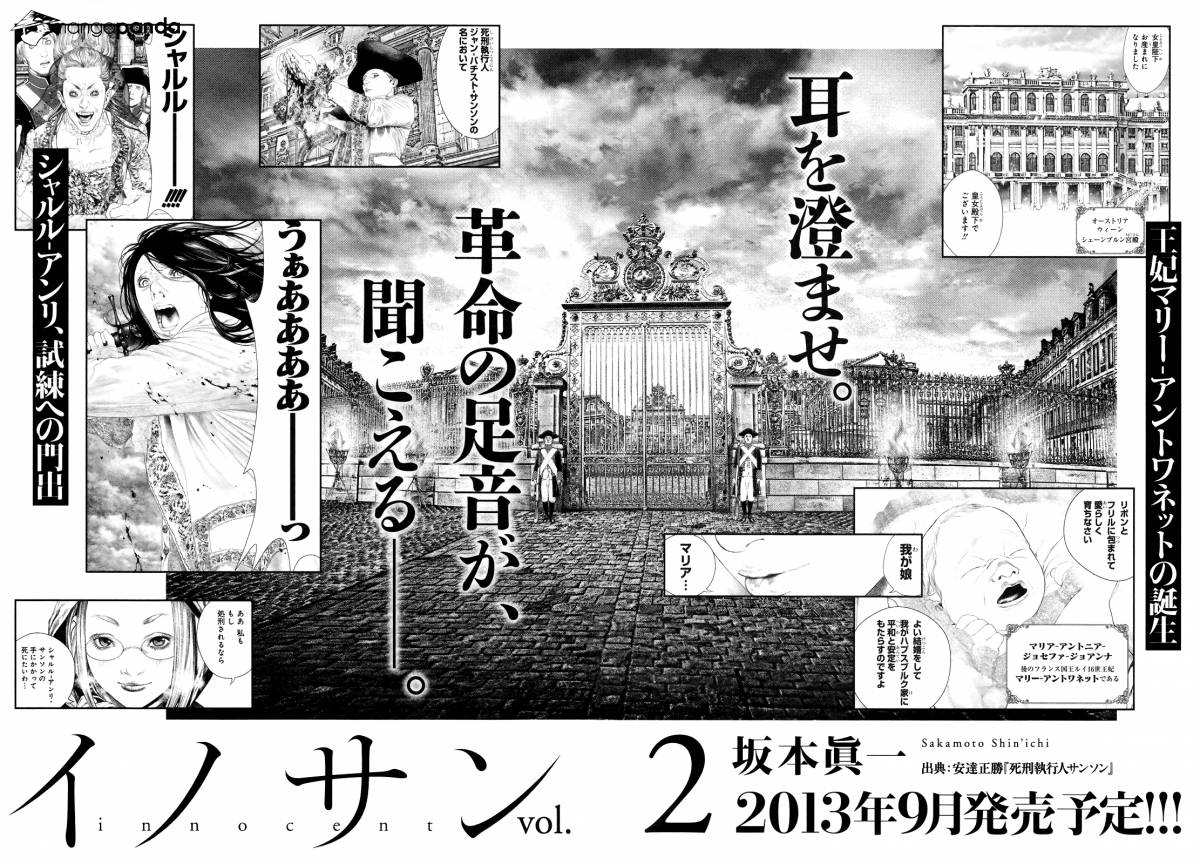 mangapanda
女皇陛下
お産まれに
なりました
皇女殿下で
ございます!!
オーストリア
ウィーン
シェーンブルン宮殿
王妃マリー-アントワネットの誕生
耳を澄ませ。
革命の足音が、
聞こえる――。
死刑執行人
ジャン-バチスト・サンソンの
名において
シャルル――!!!!
シャルル-アンリ、試練への門出
うぁああああ――っ
リボンと
フリルに包まれて
愛らしく
育ちなさい
我が娘
マリア…
よい結婚をして
我がハプスブルク家に
平和と安定を
もたらすのですよ
マリア-アントニア-
ジョセファ-ジョアンナ
後のフランス国王ルイ16世王妃
マリー-アントワネットである
ああ 私も
もし
処刑されるなら
シャルル-アンリ・
サンソンの
手にかかって
死にたいわ…
イノサン
innocent
vol. 2
坂本眞一
Sakamoto Shin'ichi
出典:安達正勝『死刑執行人サンソン』
2013年9月発売予定!!!